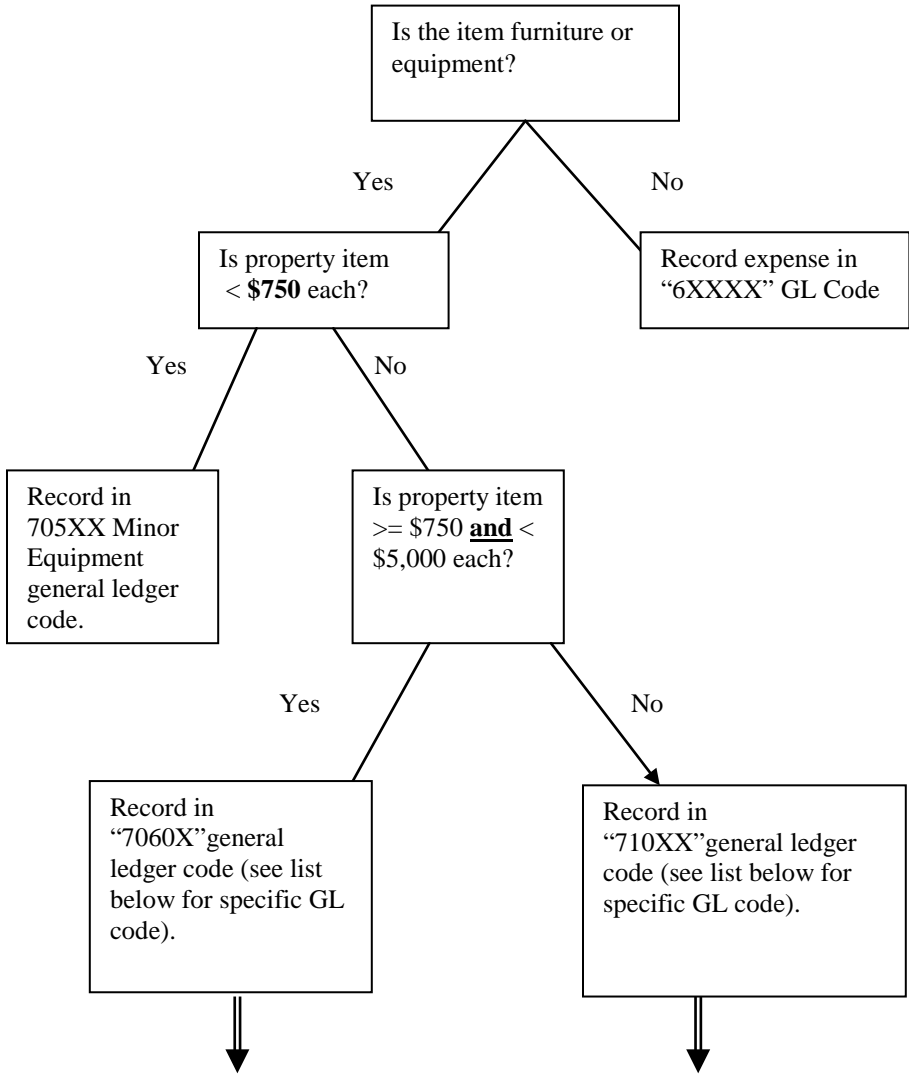 Is the item furniture or
equipment?
Yes
No
Is property item
< $750 each?
Record expense in
“6XXXX” GL Code
Yes
No
Record in
705XX Minor
Equipment
general ledger
code.
Is property item
>= $750 and <
$5,000 each?
Yes
No
Record in
“7060X”general
ledger code (see list
below for specific GL
code).
Record in
“710XX”general ledger
code (see list below for
specific GL code).